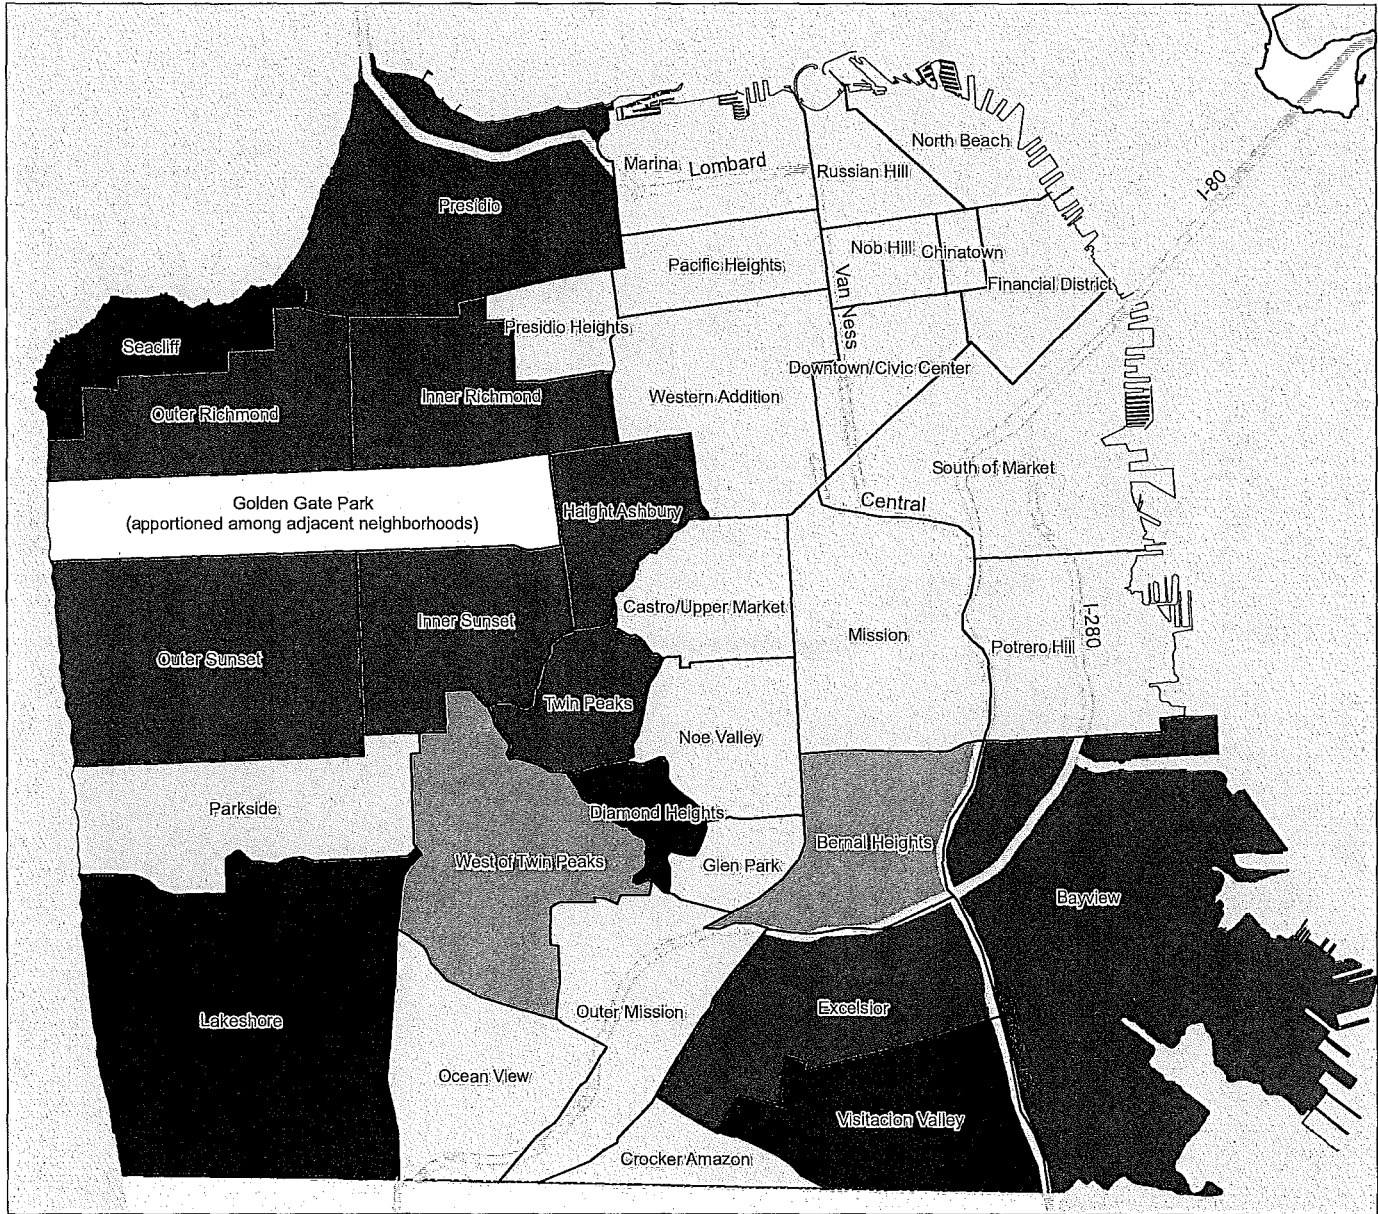 North Beach
Marina
Lombard
Russian Hill
I-80
Presidio
Nob Hill
Chinatown
Pacific Heights
Financial District
Van Ness
Presidio Heights
Seacliff
Downtown/Civic Center
Inner Richmond
Western Addition
Outer Richmond
South of Market
Golden Gate Park
(apportioned among adjacent neighborhoods)
Haight Ashbury
Central
Castro/Upper Market
Inner Sunset
Mission
I-280
Potrero Hill
Outer Sunset
Twin Peaks
Noe Valley
Parkside
Diamond Heights
Bernal Heights
West of Twin Peaks
Glen Park
Bayview
Excelsior
Outer Mission
Lakeshore
Ocean View
Visitacion Valley
Crocker Amazon